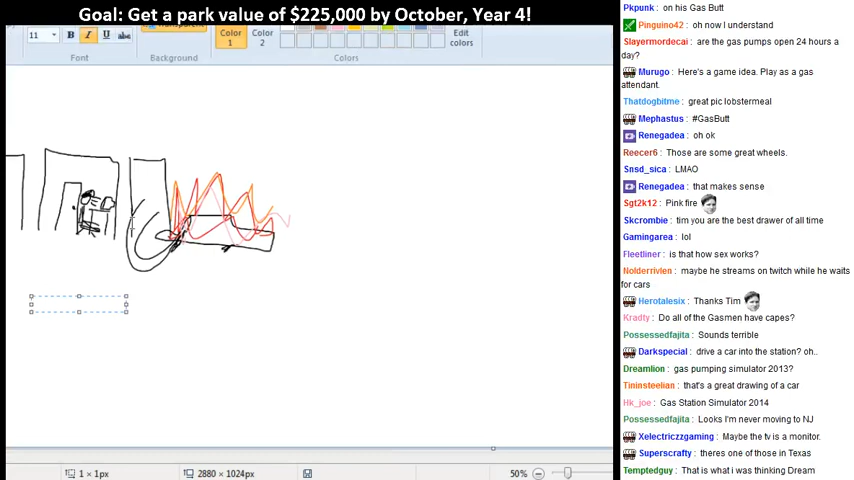 Goal: Get a park value of $225,000 by October, Year 4!
11
B I U abc
Font
Transparent
Background
Color 1
Color 2
Edit colors
Colors
1 × 1px
2880 × 1024px
50%
Pkpunk : on his Gas Butt
Pinguino42 : oh now I understand
Slayermordecai : are the gas pumps open 24 hours a
day?
Murugo : Here's a game idea. Play as a gas
attendant.
Thatdogbitme : great pic lobstermeal
Mephastus : #GasButt
Renegadea : oh ok
Reecer6 : Those are some great wheels.
Snsd_sica : LMAO
Renegadea : that makes sense
Sgt2k12 : Pink fire
Skcrombie : tim you are the best drawer of all time
Gamingarea : lol
Fleetliner : is that how sex works?
Nolderrivlen : maybe he streams on twitch while he waits
for cars
Herotalesix : Thanks Tim
Kradty : Do all of the Gasmen have capes?
Possessedfajita : Sounds terrible
Darkspecial : drive a car into the station? oh..
Dreamlion : gas pumping simulator 2013?
Tininsteelian : that's a great drawing of a car
Hk_joe : Gas Station Simulator 2014
Possessedfajita : Looks I'm never moving to NJ
Xelectriczzgaming : Maybe the tv is a monitor.
Superscrafty : theres one of those in Texas
Temptedguy : That is what i was thinking Dream